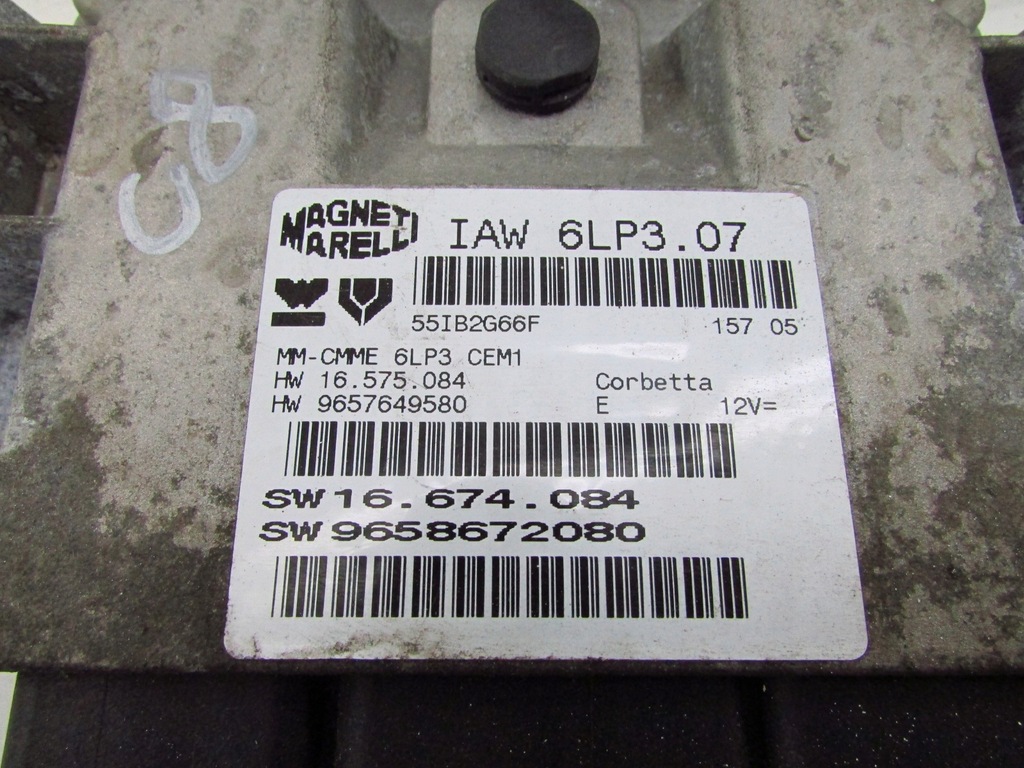 C8
MAGNETI MARELLI
IAW 6LP3.07
55IB2G66F 157 05
MM-CMME 6LP3 CEM1
HW 16.575.084 Corbetta
HW 9657649580 E 12V=
SW 16.674.084
SW 9658672080